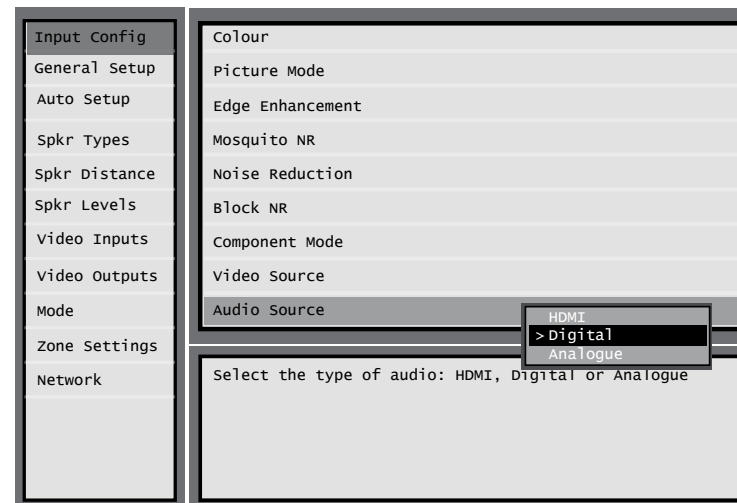 Input Config
General Setup
Auto Setup
Spkr Types
Spkr Distance
Spkr Levels
Video Inputs
Video Outputs
Mode
Zone Settings
Network
Colour
Picture Mode
Edge Enhancement
Mosquito NR
Noise Reduction
Block NR
Component Mode
Video Source
Audio Source
HDMI
>Digital
Analogue
Select the type of audio: HDMI, Digital or Analogue